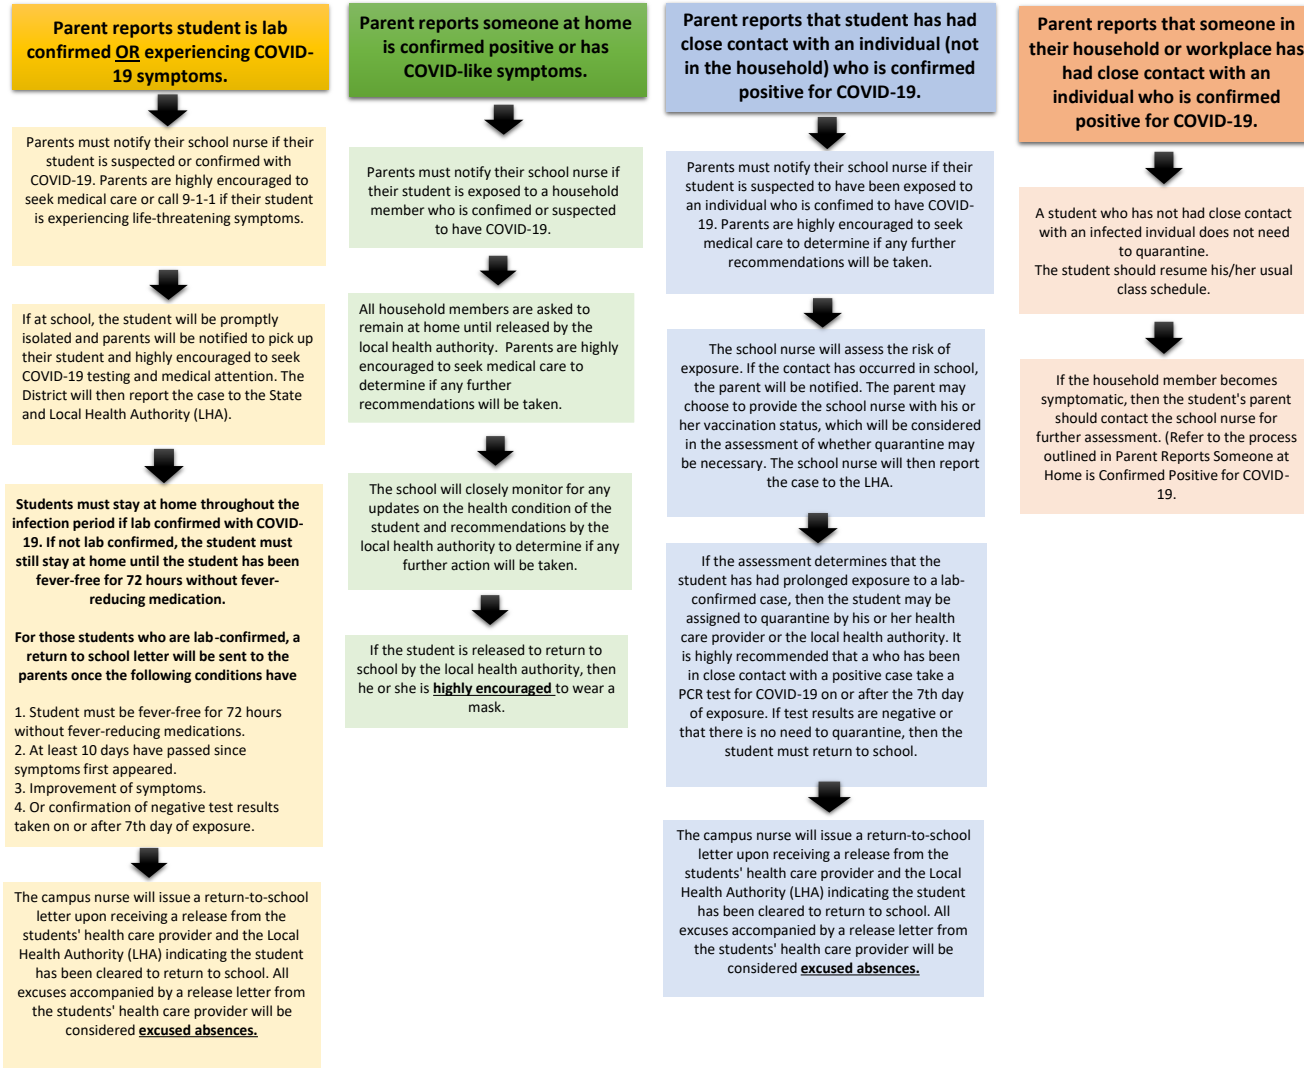 Parent reports student is lab
confirmed OR experiencing COVID-
19 symptoms.
Parents must notify their school nurse if their
student is suspected or confirmed with
COVID-19. Parents are highly encouraged to
seek medical care or call 9-1-1 if their student
is experiencing life-threatening symptoms.
If at school, the student will be promptly
isolated and parents will be notified to pick up
their student and highly encouraged to seek
COVID-19 testing and medical attention. The
District will then report the case to the State
and Local Health Authority (LHA).
Students must stay at home throughout the
infection period if lab confirmed with COVID-
19. If not lab confirmed, the student must
still stay at home until the student has been
fever-free for 72 hours without fever-
reducing medication.
For those students who are lab-confirmed, a
return to school letter will be sent to the
parents once the following conditions have
1. Student must be fever-free for 72 hours
without fever-reducing medications.
2. At least 10 days have passed since
symptoms first appeared.
3. Improvement of symptoms.
4. Or confirmation of negative test results
taken on or after 7th day of exposure.
The campus nurse will issue a return-to-school
letter upon receiving a release from the
students' health care provider and the Local
Health Authority (LHA) indicating the student
has been cleared to return to school. All
excuses accompanied by a release letter from
the students' health care provider will be
considered excused absences.
Parent reports someone at home
is confirmed positive or has
COVID-like symptoms.
Parents must notify their school nurse if
their student is exposed to a household
member who is confimed or suspected
to have COVID-19.
All household members are asked to
remain at home until released by the
local health authority. Parents are highly
encouraged to seek medical care to
determine if any further
recommendations will be taken.
The school will closely monitor for any
updates on the health condition of the
student and recommendations by the
local health authority to determine if any
further action will be taken.
If the student is released to return to
school by the local health authority, then
he or she is highly encouraged to wear a
mask.
Parent reports that student has had
close contact with an individual (not
in the household) who is confirmed
positive for COVID-19.
Parents must notify their school nurse if their
student is suspected to have been exposed to
an individual who is confimed to have COVID-
19. Parents are highly encouraged to seek
medical care to determine if any further
recommendations will be taken.
The school nurse will assess the risk of
exposure. If the contact has occurred in school,
the parent will be notified. The parent may
choose to provide the school nurse with his or
her vaccination status, which will be considered
in the assessment of whether quarantine may
be necessary. The school nurse will then report
the case to the LHA.
If the assessment determines that the
student has had prolonged exposure to a lab-
confirmed case, then the student may be
assigned to quarantine by his or her health
care provider or the local health authority. It
is highly recommended that a who has been
in close contact with a positive case take a
PCR test for COVID-19 on or after the 7th day
of exposure. If test results are negative or
that there is no need to quarantine, then the
student must return to school.
The campus nurse will issue a return-to-school
letter upon receiving a release from the
students' health care provider and the Local
Health Authority (LHA) indicating the student
has been cleared to return to school. All
excuses accompanied by a release letter from
the students' health care provider will be
considered excused absences.
Parent reports that someone in
their household or workplace has
had close contact with an
individual who is confirmed
positive for COVID-19.
A student who has not had close contact
with an infected invidual does not need
to quarantine.
The student should resume his/her usual
class schedule.
If the household member becomes
symptomatic, then the student's parent
should contact the school nurse for
further assessment. (Refer to the process
outlined in Parent Reports Someone at
Home is Confirmed Positive for COVID-
19.